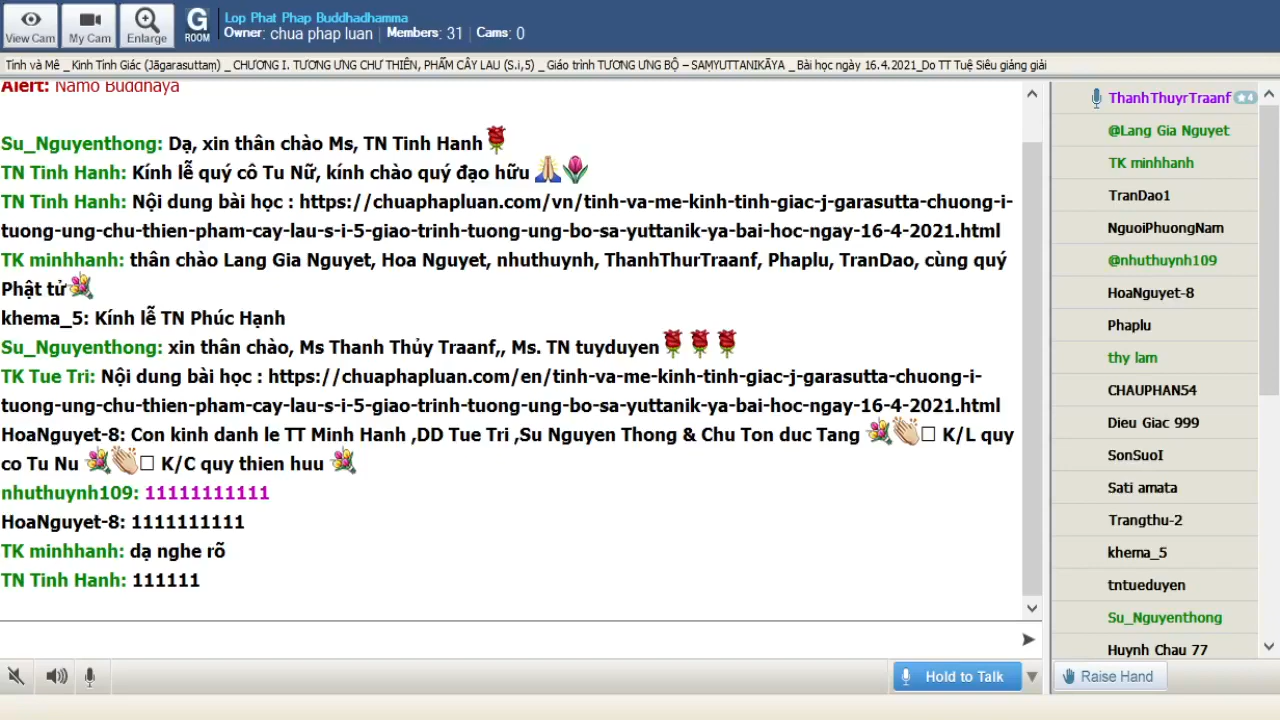 View Cam
My Cam
Enlarge
G
ROOM
Lop Phat Phap Buddhadhamma
Owner: chua phap luan | Members: 31 | Cams: 0
Tỉnh và Mê _ Kinh Tỉnh Giác (Jāgarasuttaṃ) _ CHƯƠNG I. TƯƠNG ƯNG CHƯ THIÊN, PHẨM CÂY LAU (S.i,5) _ Giáo trình TƯƠNG ƯNG BỘ – SAṂYUTTANIKĀYA _ Bài học ngày 16.4.2021_Do TT Tuệ Siêu giảng giải
Alert: Namo Buddhaya
Su_Nguyenthong: Dạ, xin thân chào Ms, TN Tinh Hanh
TN Tinh Hanh: Kính lễ quý cô Tu Nữ, kính chào quý đạo hữu
TN Tinh Hanh: Nội dung bài học : https://chuaphapluan.com/vn/tinh-va-me-kinh-tinh-giac-j-garasutta-chuong-i-
tuong-ung-chu-thien-pham-cay-lau-s-i-5-giao-trinh-tuong-ung-bo-sa-yuttanik-ya-bai-hoc-ngay-16-4-2021.html
TK minhhanh: thân chào Lang Gia Nguyet, Hoa Nguyet, nhuthuynh, ThanhThurTraanf, Phaplu, TranDao, cùng quý
Phật tử
khema_5: Kính lễ TN Phúc Hạnh
Su_Nguyenthong: xin thân chào, Ms Thanh Thủy Traanf,, Ms. TN tuyduyen
TK Tue Tri: Nội dung bài học : https://chuaphapluan.com/en/tinh-va-me-kinh-tinh-giac-j-garasutta-chuong-i-
tuong-ung-chu-thien-pham-cay-lau-s-i-5-giao-trinh-tuong-ung-bo-sa-yuttanik-ya-bai-hoc-ngay-16-4-2021.html
HoaNguyet-8: Con kinh danh le TT Minh Hanh ,DD Tue Tri ,Su Nguyen Thong & Chu Ton duc Tang K/L quy
co Tu Nu K/C quy thien huu
nhuthuynh109: 11111111111
HoaNguyet-8: 1111111111
TK minhhanh: dạ nghe rõ
TN Tinh Hanh: 111111
Hold to Talk
ThanhThuyrTraanf 4
@Lang Gia Nguyet
TK minhhanh
TranDao1
NguoiPhuongNam
@nhuthuynh109
HoaNguyet-8
Phaplu
thy lam
CHAUPHAN54
Dieu Giac 999
SonSuoI
Sati amata
Trangthu-2
khema_5
tntueduyen
Su_Nguyenthong
Huynh Chau 77
Raise Hand